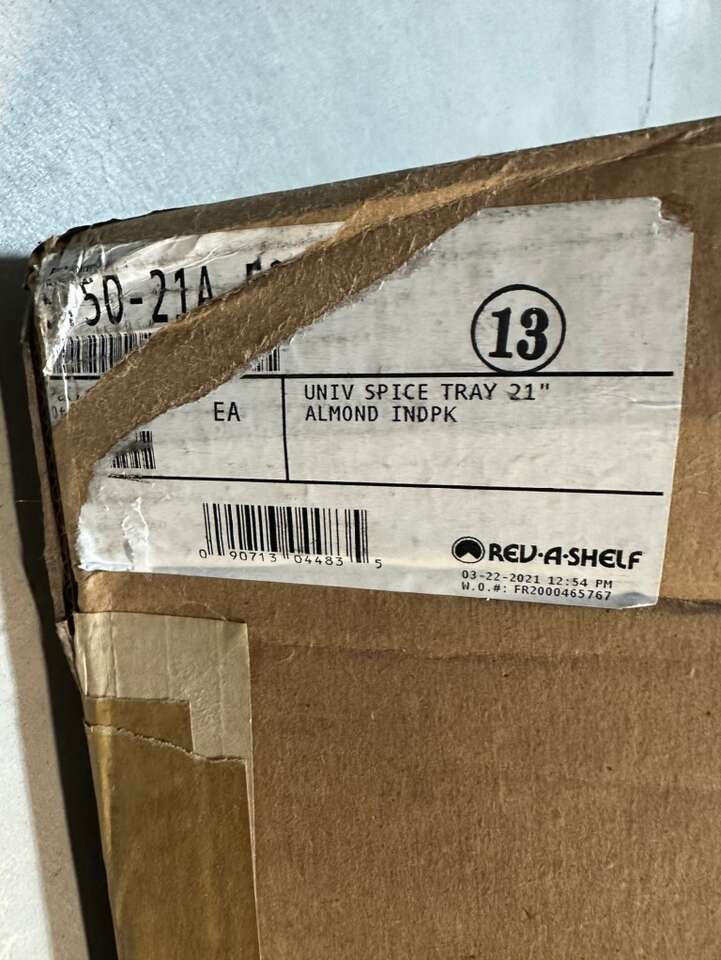 50-21A
13
UNIV SPICE TRAY 21"
EA
ALMOND INDPK
0 90713 04483 5
REV-A-SHELF
03-22-2021 12:54 PM
W.O.#: FR2000465767